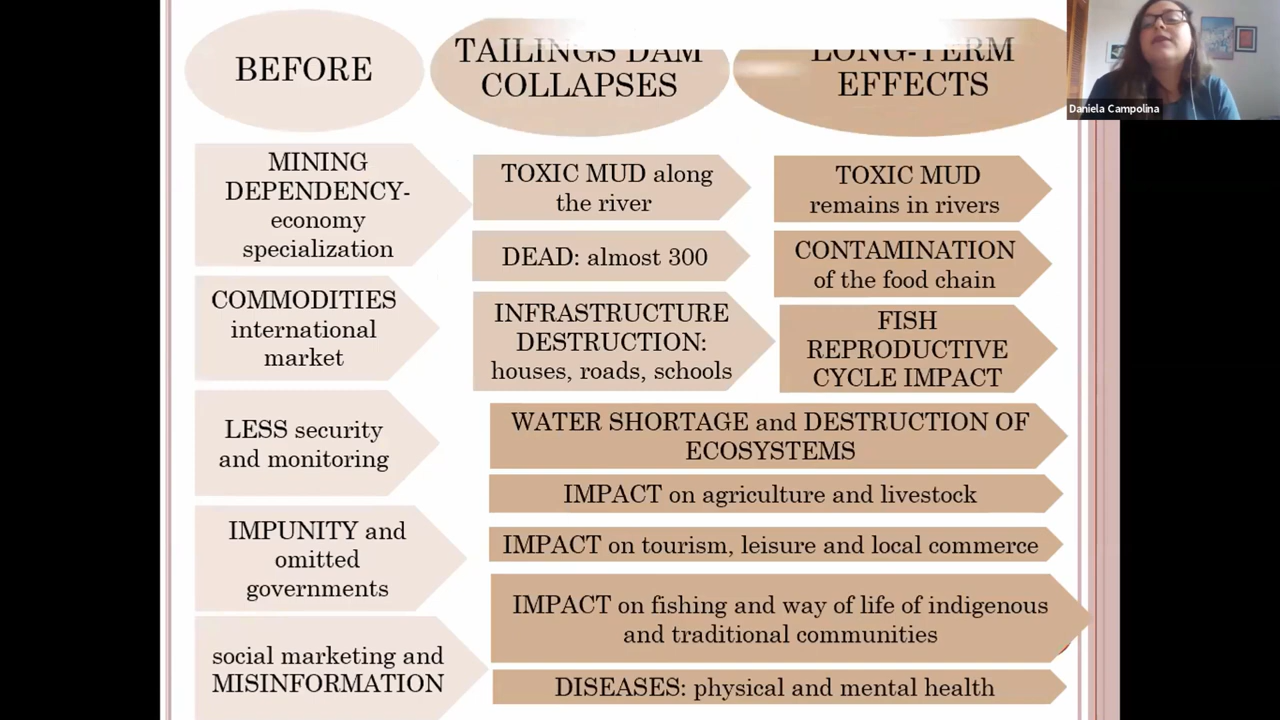 BEFORE
TAILINGS DAM
COLLAPSES
LONG-TERM
EFFECTS
Daniela Campolina
MINING
DEPENDENCY-
economy
specialization
COMMODITIES
international
market
LESS security
and monitoring
IMPUNITY and
omitted
governments
social marketing and
MISINFORMATION
TOXIC MUD along
the river
DEAD: almost 300
INFRASTRUCTURE
DESTRUCTION:
houses, roads, schools
TOXIC MUD
remains in rivers
CONTAMINATION
of the food chain
FISH
REPRODUCTIVE
CYCLE IMPACT
WATER SHORTAGE and DESTRUCTION OF
ECOSYSTEMS
IMPACT on agriculture and livestock
IMPACT on tourism, leisure and local commerce
IMPACT on fishing and way of life of indigenous
and traditional communities
DISEASES: physical and mental health